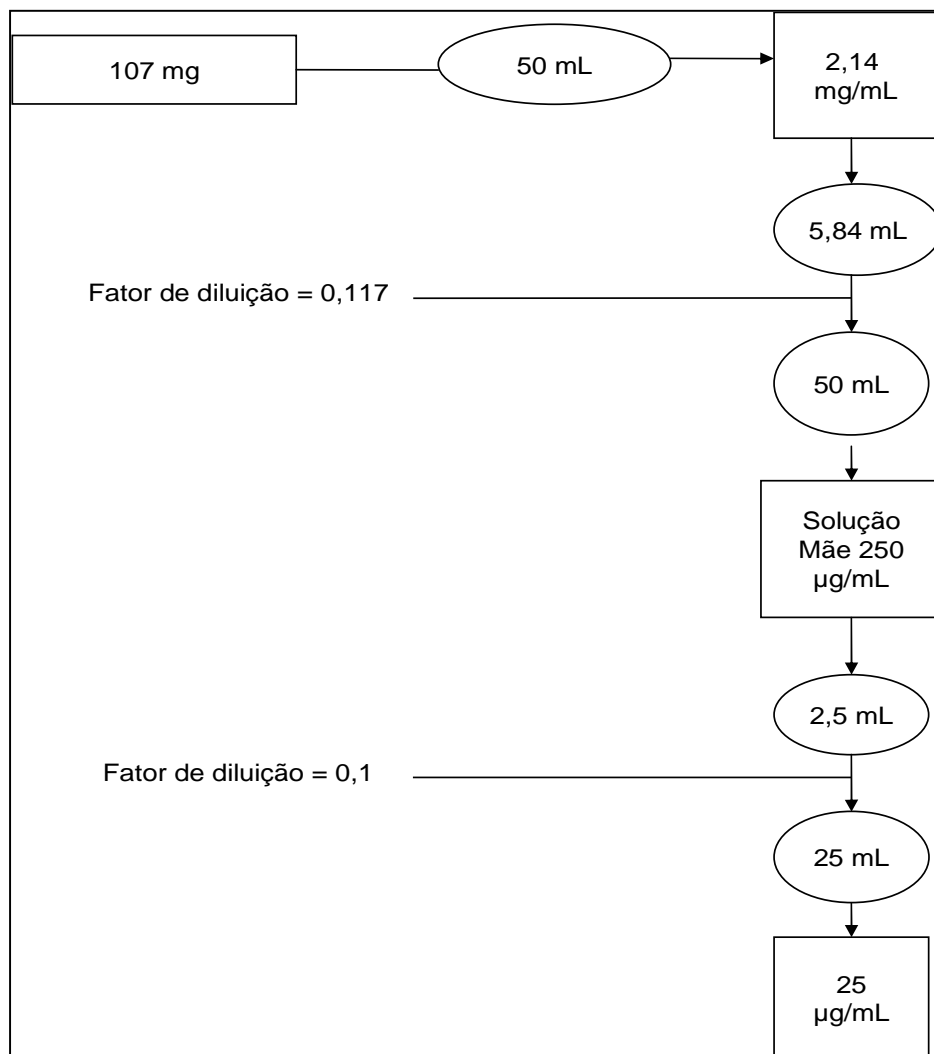 107 mg
50 mL
2,14
mg/mL
5,84 mL
Fator de diluição = 0,117
50 mL
Solução
Mãe 250
µg/mL
2,5 mL
Fator de diluição = 0,1
25 mL
25
µg/mL